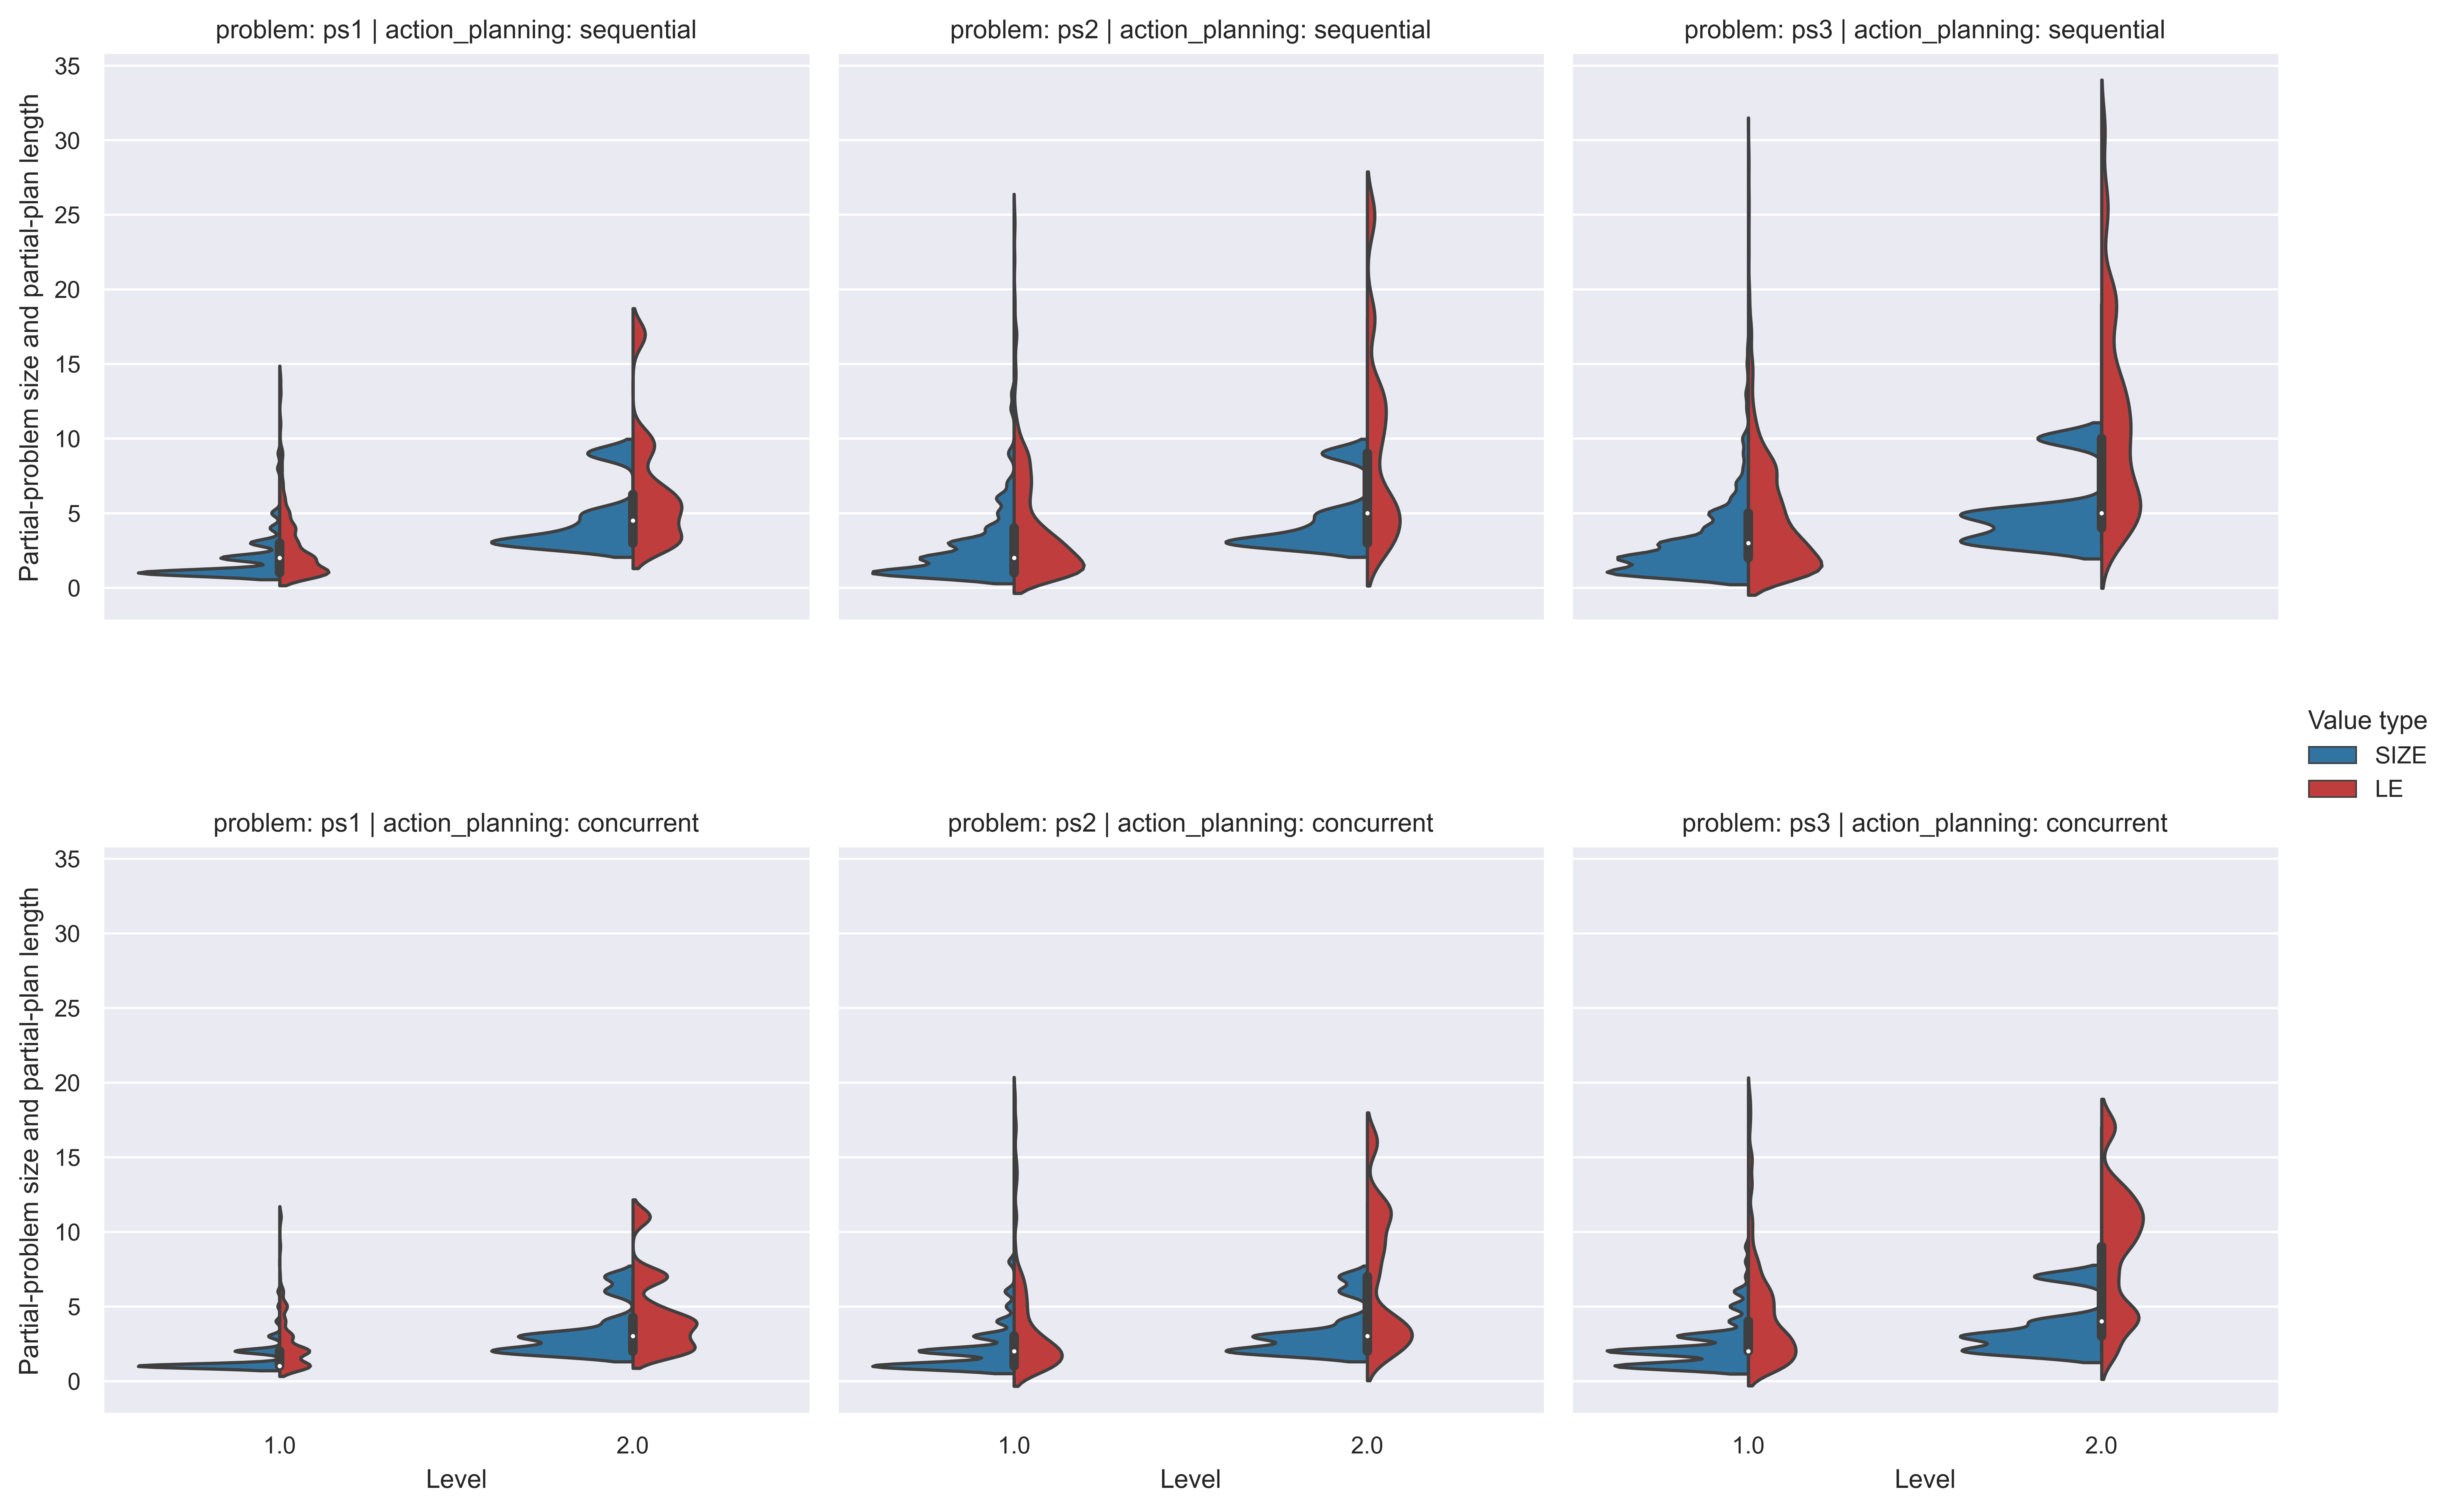 problem: ps1 | action_planning: sequential
problem: ps2 | action_planning: sequential
problem: ps3 | action_planning: sequential
Partial-problem size and partial-plan length
35
30
25
20
15
10
5
0
Value type
SIZE
LE
problem: ps1 | action_planning: concurrent
problem: ps2 | action_planning: concurrent
problem: ps3 | action_planning: concurrent
Partial-problem size and partial-plan length
35
30
25
20
15
10
5
0
1.0
2.0
1.0
2.0
1.0
2.0
Level
Level
Level